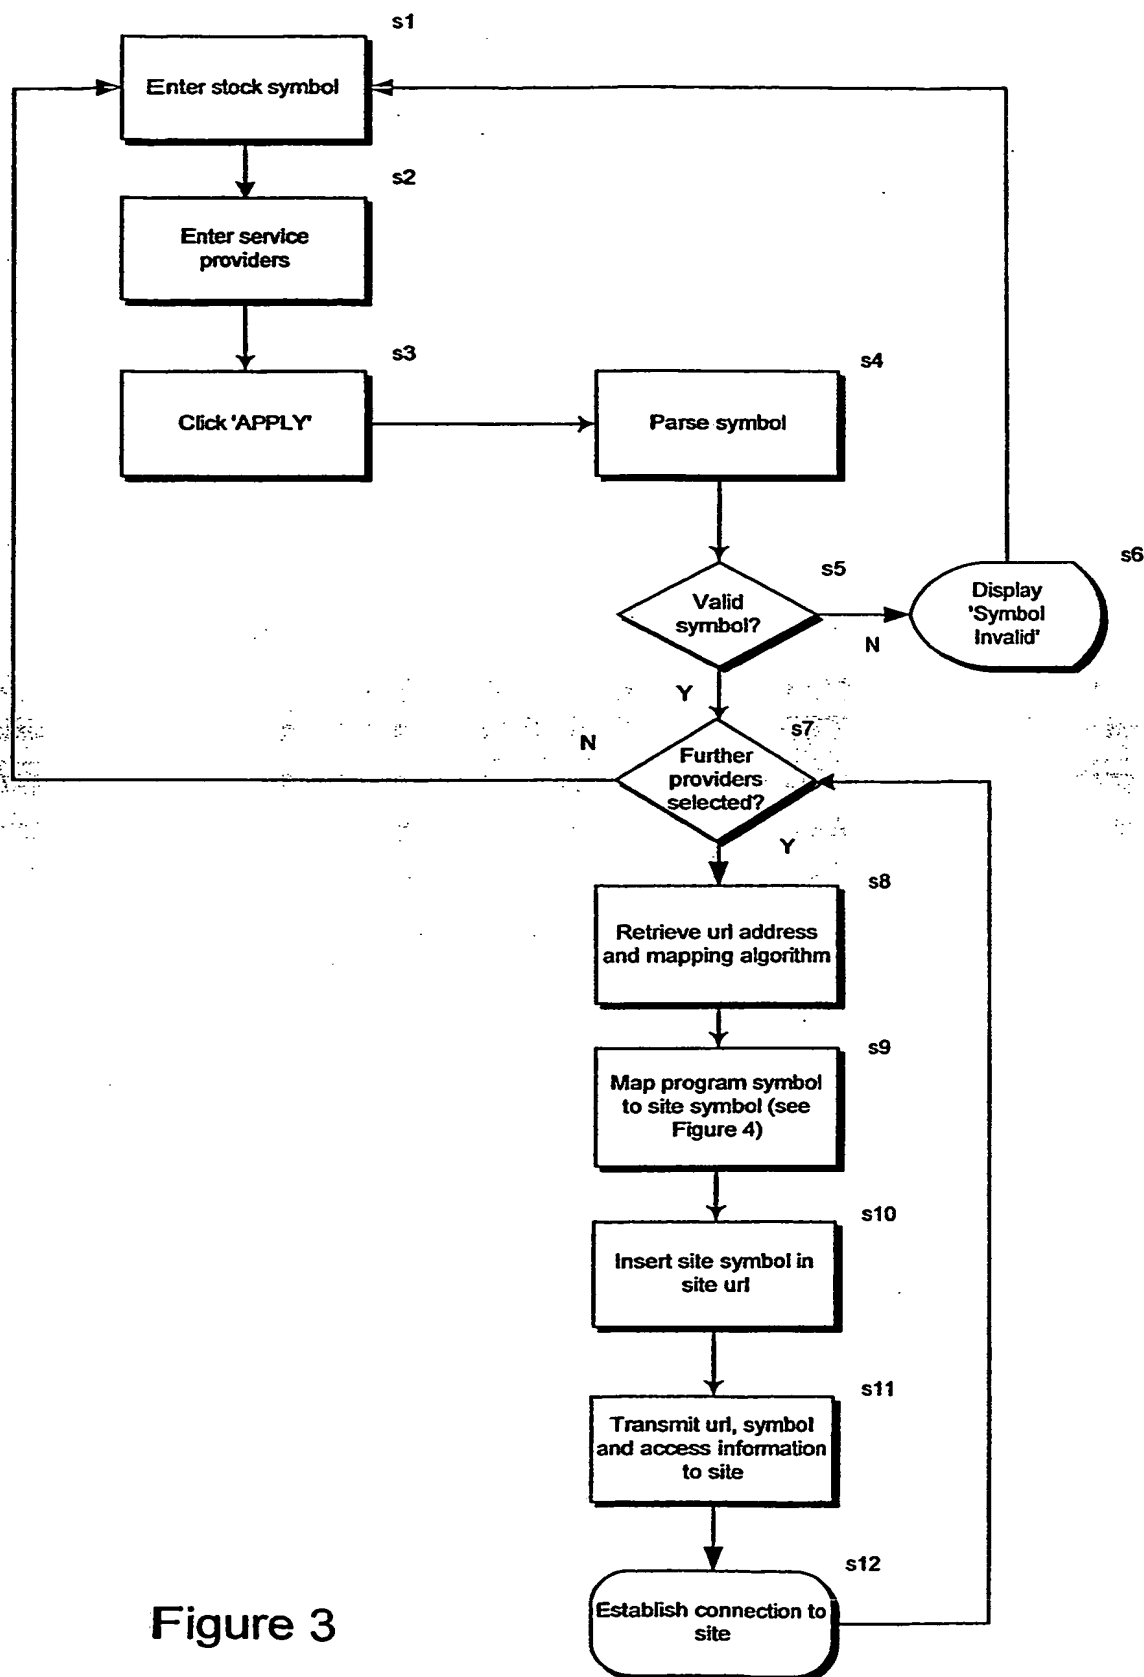 s1
Enter stock symbol
s2
Enter service
providers
s3
Click 'APPLY'
s4
Parse symbol
s5
Valid
symbol?
N
s6
Display
'Symbol
Invalid'
Y
s7
N
Further
providers
selected?
Y
s8
Retrieve url address
and mapping algorithm
s9
Map program symbol
to site symbol (see
Figure 4)
s10
Insert site symbol in
site url
s11
Transmit url, symbol
and access information
to site
s12
Establish connection to
site
Figure 3